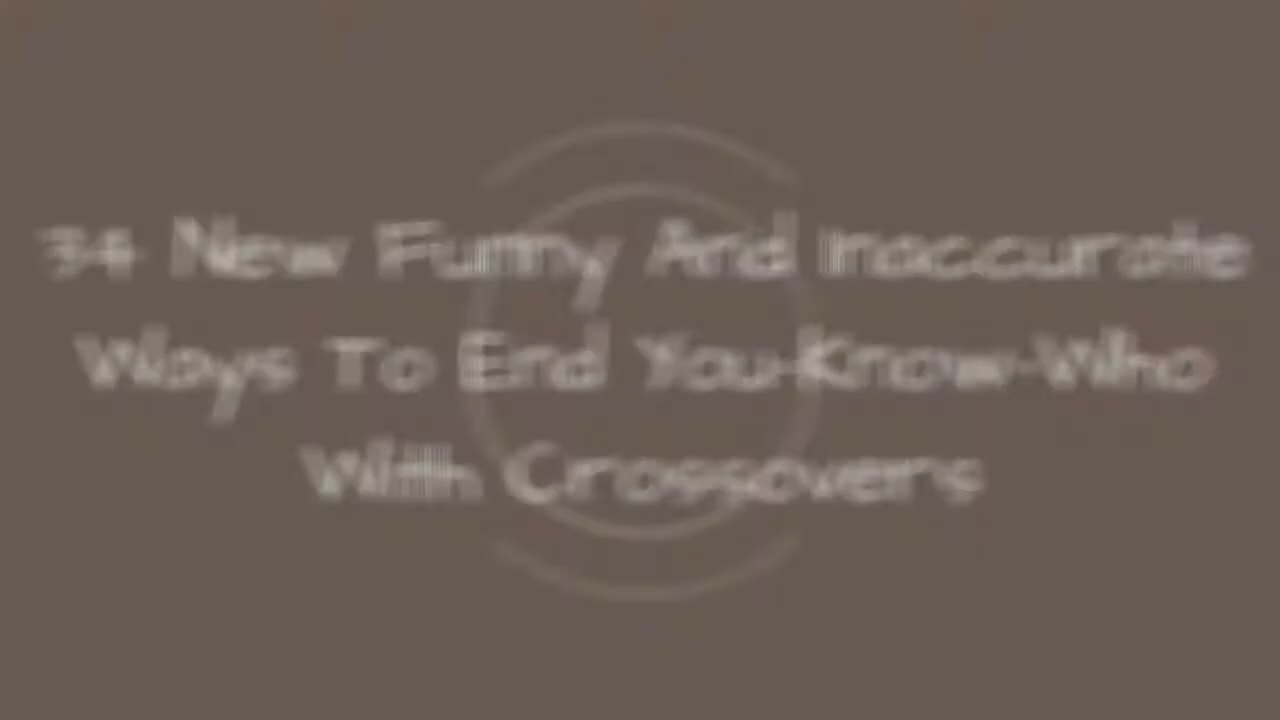 34 New Funny And Inaccurate
Ways To End You-Know-Who
With Crossovers